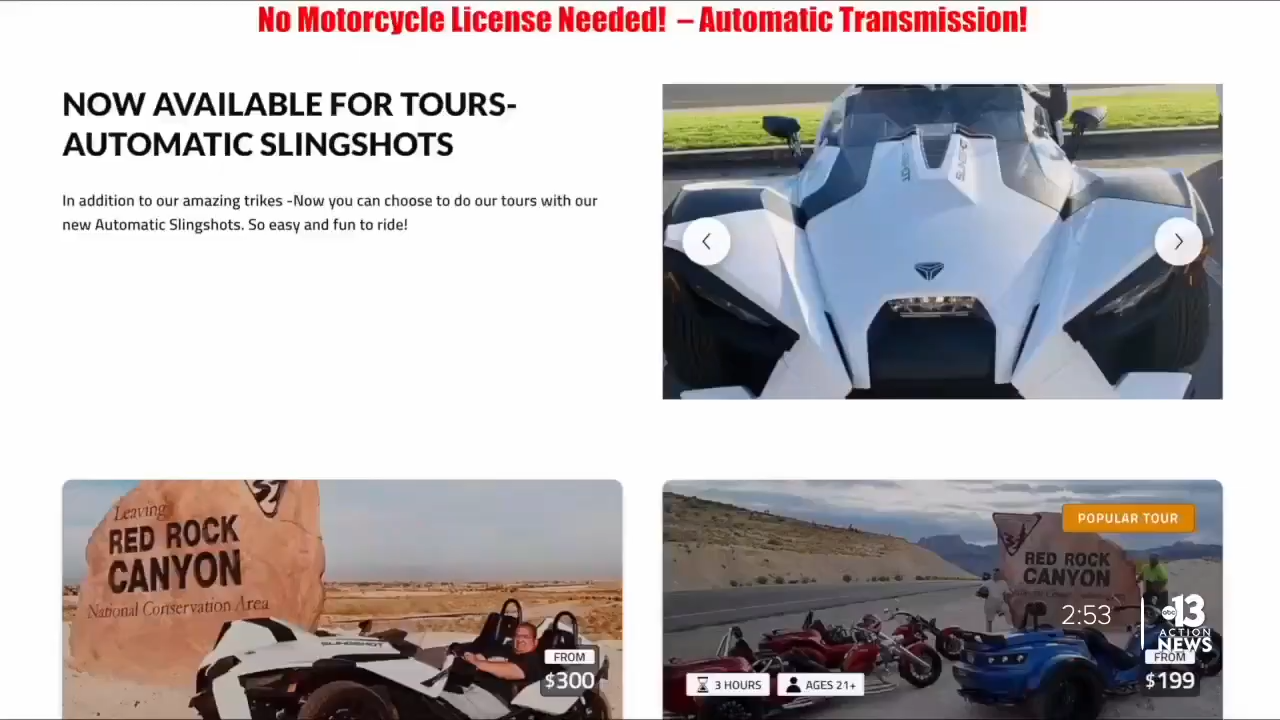 No Motorcycle License Needed! – Automatic Transmission!
NOW AVAILABLE FOR TOURS-
AUTOMATIC SLINGSHOTS
In addition to our amazing trikes -Now you can choose to do our tours with our
new Automatic Slingshots. So easy and fun to ride!
SLINGSHOT
Leaving
RED ROCK
CANYON
National Conservation Area
SLINGSHOT
FROM
$300
POPULAR TOUR
RED ROCK
CANYON
3 HOURS
AGES 21+
2:53
abc
13
ACTION
NEWS
FROM
$199